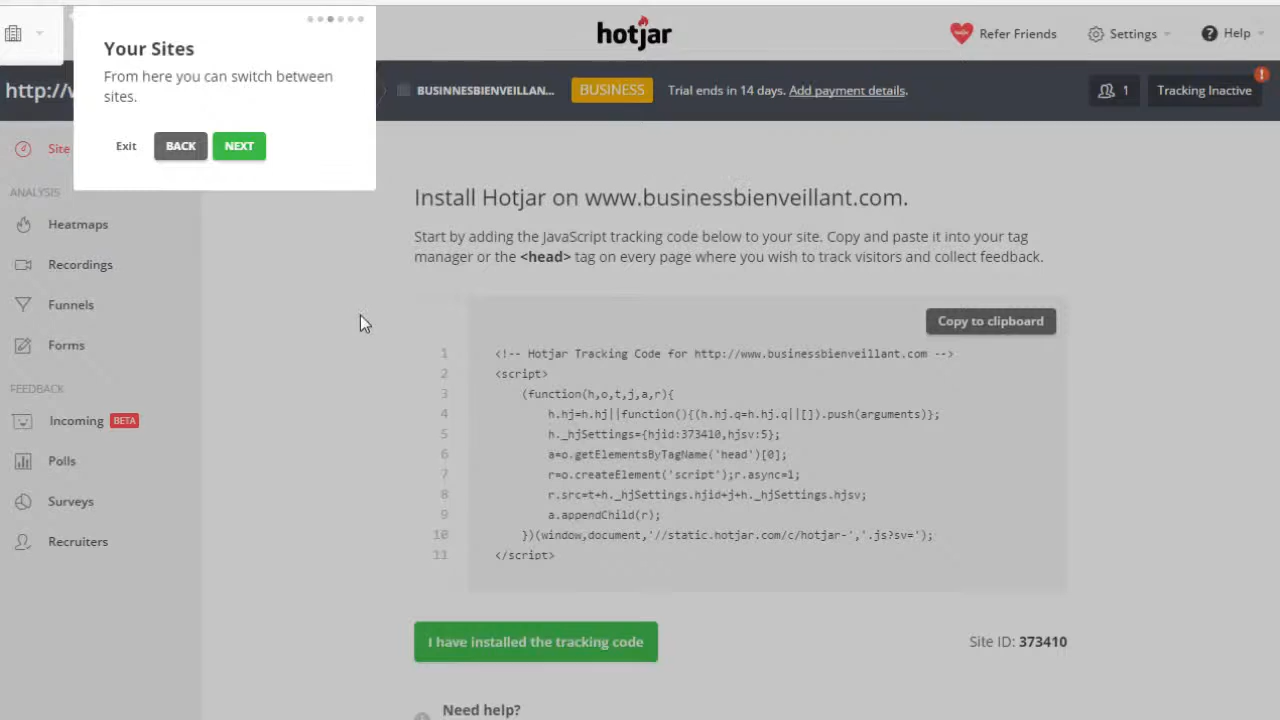 Your Sites
From here you can switch between
sites.
Exit BACK NEXT
hotjar
Refer Friends
Settings
Help
http://
BUSINNESBIENVEILLAN...
BUSINESS
Trial ends in 14 days. Add payment details.
1
Tracking Inactive
!
Site
ANALYSIS
Heatmaps
Recordings
Funnels
Forms
FEEDBACK
Incoming BETA
Polls
Surveys
Recruiters
Install Hotjar on www.businessbienveillant.com.
Start by adding the JavaScript tracking code below to your site. Copy and paste it into your tag
manager or the <head> tag on every page where you wish to track visitors and collect feedback.
Copy to clipboard
1 <!-- Hotjar Tracking Code for http://www.businessbienveillant.com -->
2 <script>
3 (function(h,o,t,j,a,r){
4 h.hj=h.hj||function(){(h.hj.q=h.hj.q||[]).push(arguments)};
5 h._hjSettings={hjid:373410,hjsv:5};
6 a=o.getElementsByTagName('head')[0];
7 r=o.createElement('script');r.async=1;
8 r.src=t+h._hjSettings.hjid+j+h._hjSettings.hjsv;
9 a.appendChild(r);
10 })(window,document,'//static.hotjar.com/c/hotjar-','.js?sv=');
11 </script>
I have installed the tracking code
Site ID: 373410
Need help?